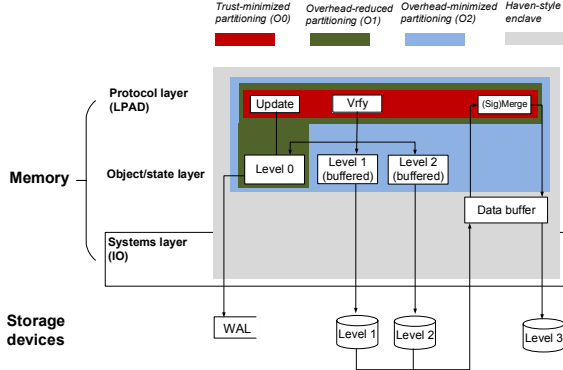 Trust-minimized
partitioning (O0)
Overhead-reduced
partitioning (O1)
Overhead-minimized
partitioning (O2)
Haven-style
enclave
Protocol layer
(LPAD)
Update
Vrfy
(Sig)Merge
Memory
Object/state layer
Level 0
Level 1
(buffered)
Level 2
(buffered)
Data buffer
Systems layer
(IO)
Storage
devices
WAL
Level 1
Level 2
Level 3